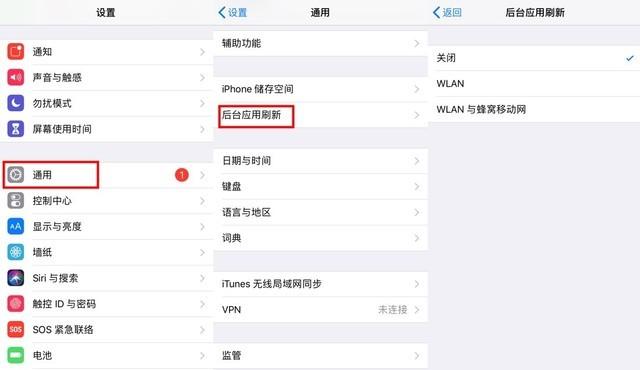 设置
通知
声音与触感
勿扰模式
屏幕使用时间
通用
1
控制中心
AA
显示与亮度
墙纸
Siri 与搜索
触控 ID 与密码
SOS
SOS 紧急联络
电池
设置
通用
辅助功能
iPhone 储存空间
后台应用刷新
日期与时间
键盘
语言与地区
词典
iTunes 无线局域网同步
VPN 未连接
监管
返回
后台应用刷新
关闭
WLAN
WLAN 与蜂窝移动网